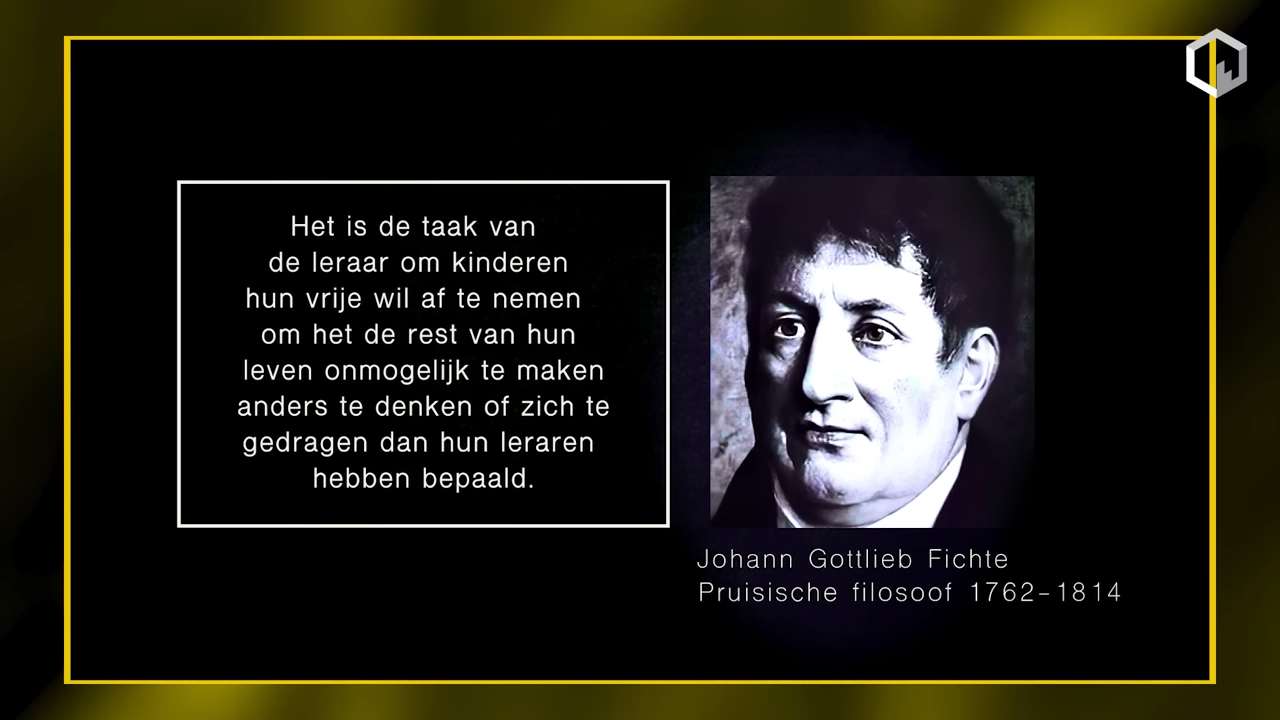 Het is de taak van
de leraar om kinderen
hun vrije wil af te nemen
om het de rest van hun
leven onmogelijk te maken
anders te denken of zich te
gedragen dan hun leraren
hebben bepaald.
Johann Gottlieb Fichte
Pruisische filosoof 1762-1814